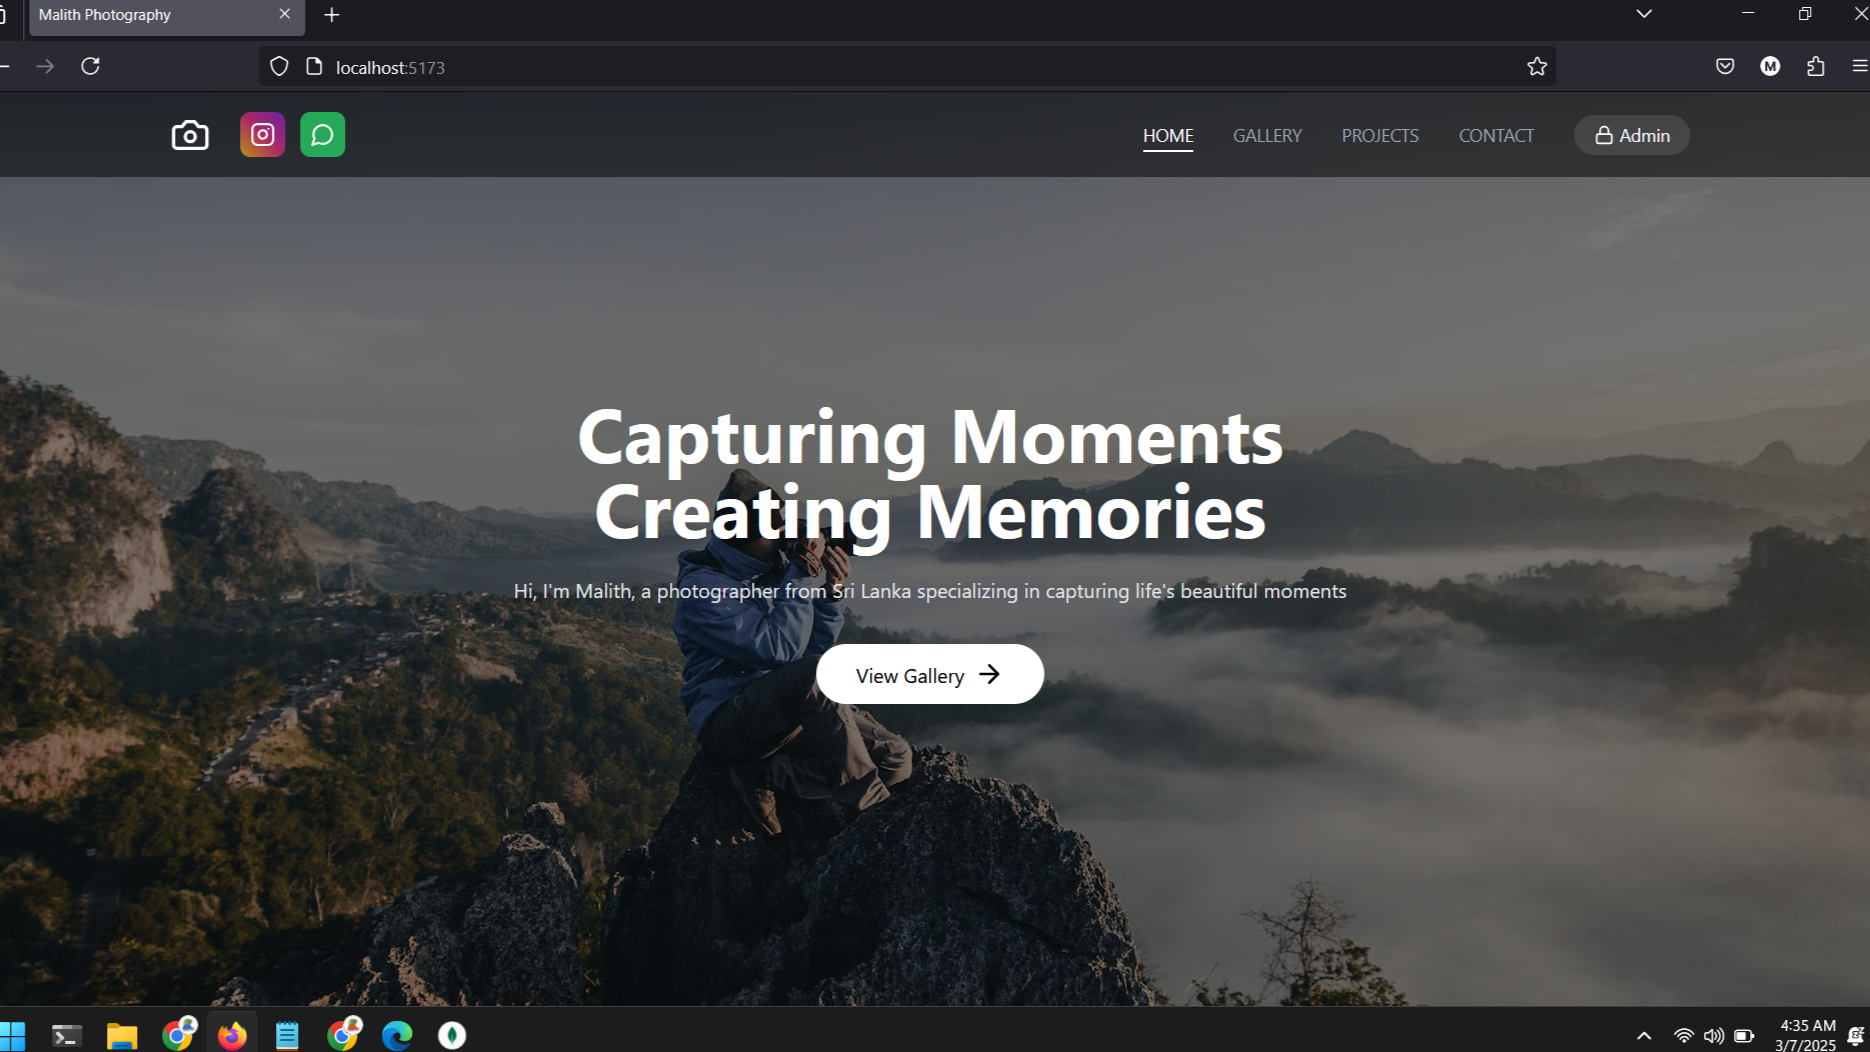 Malith Photography
localhost:5173
M
HOME GALLERY PROJECTS CONTACT Admin
Capturing Moments
Creating Memories
Hi, I'm Malith, a photographer from Sri Lanka specializing in capturing life's beautiful moments
View Gallery
4:35 AM
3/7/2025